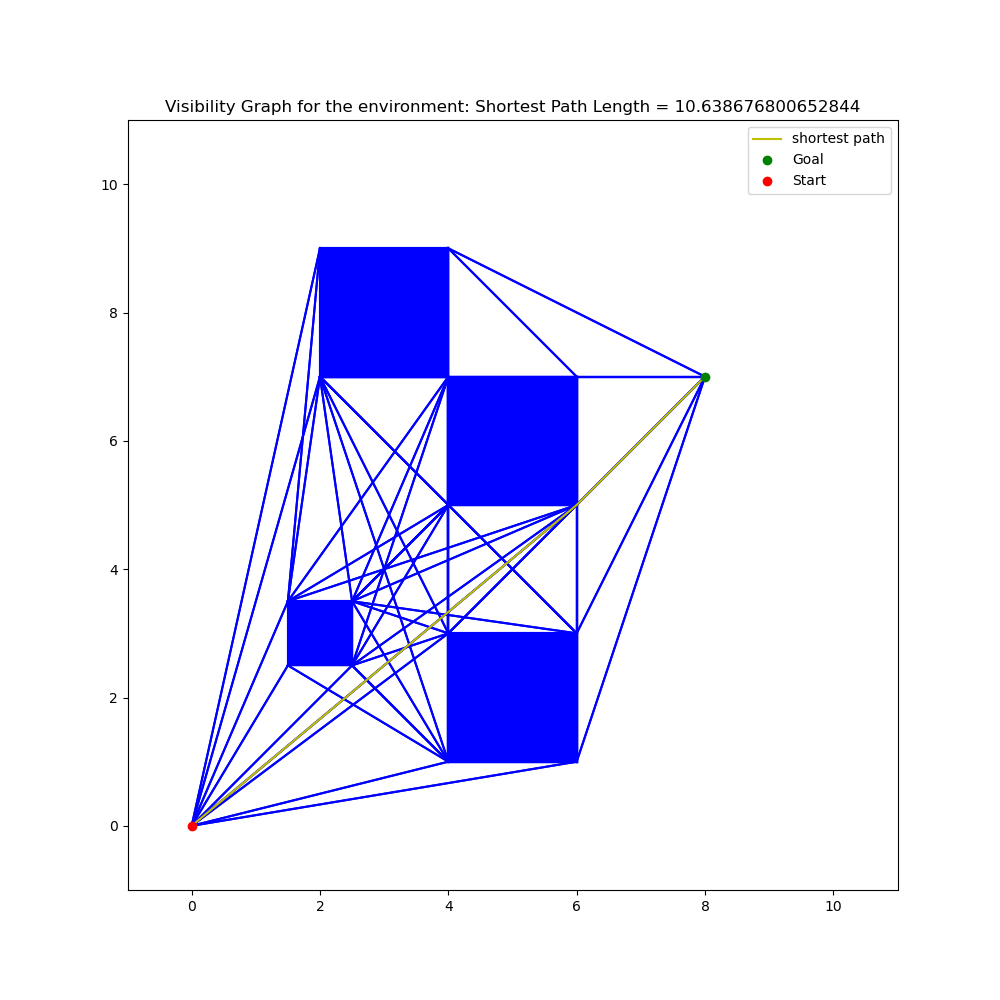 Visibility Graph for the environment: Shortest Path Length = 10.638676800652844
shortest path
Goal
Start
10
8
6
4
2
0
0 2 4 6 8 10